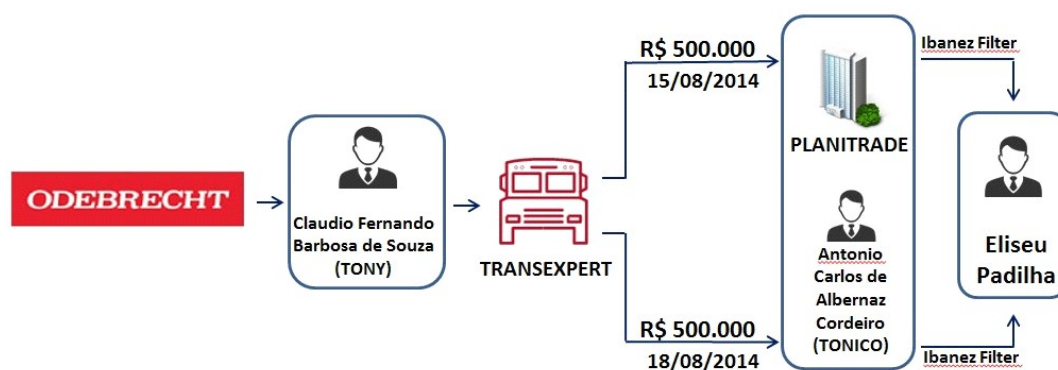 ODEBRECHT
Claudio Fernando
Barbosa de Souza
(TONY)
TRANSEXPERT
R$ 500.000
15/08/2014
R$ 500.000
18/08/2014
PLANITRADE
Antonio
Carlos de
Albernaz
Cordeiro
(TONICO)
Ibanez Filter
Ibanez Filter
Eliseu
Padilha